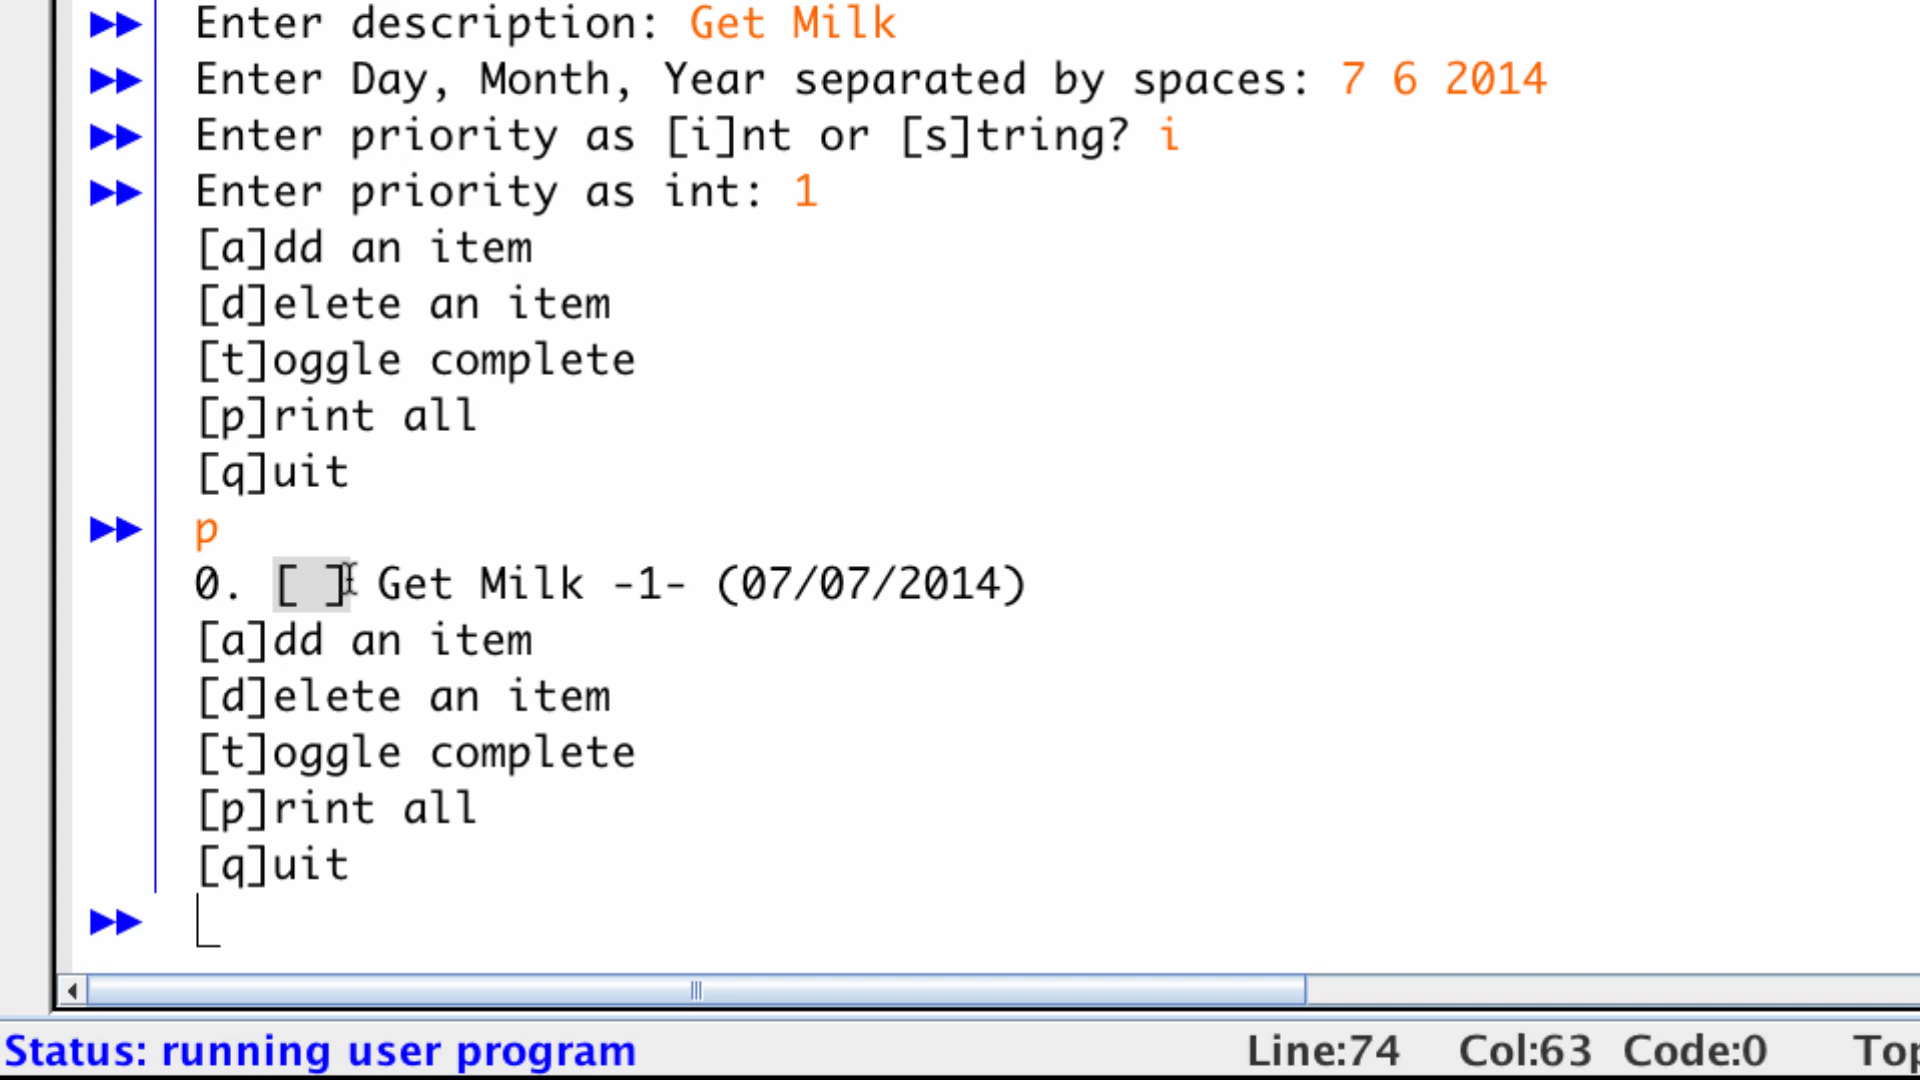 Enter description: Get Milk
Enter Day, Month, Year separated by spaces: 7 6 2014
Enter priority as [i]nt or [s]tring? i
Enter priority as int: 1
[a]dd an item
[d]elete an item
[t]oggle complete
[p]rint all
[q]uit
p
0. [ ] Get Milk -1- (07/07/2014)
[a]dd an item
[d]elete an item
[t]oggle complete
[p]rint all
[q]uit
Status: running user program Line:74 Col:63 Code:0 Top